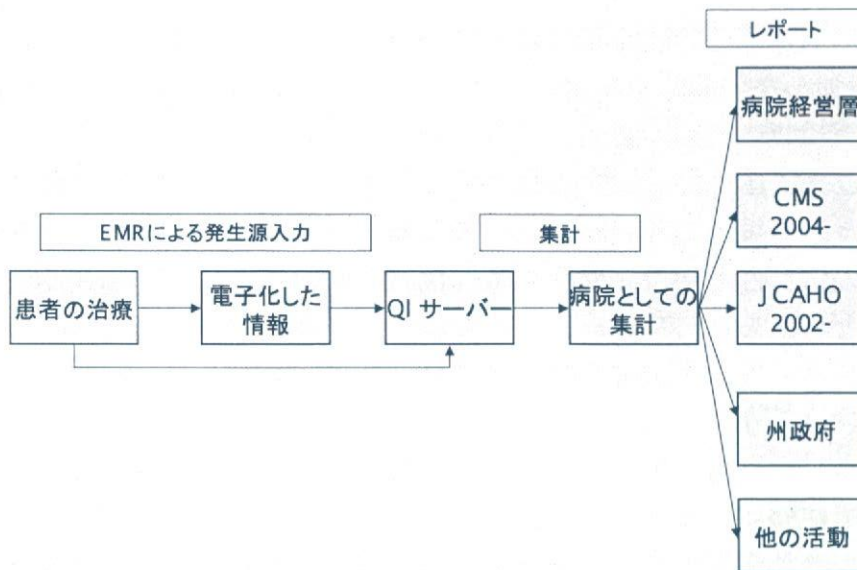 レポート
病院経営層
CMS
2004-
EMRによる発生源入力
集計
患者の治療
電子化した
情報
QI サーバー
病院としての
集計
JCAHO
2002-
州政府
他の活動